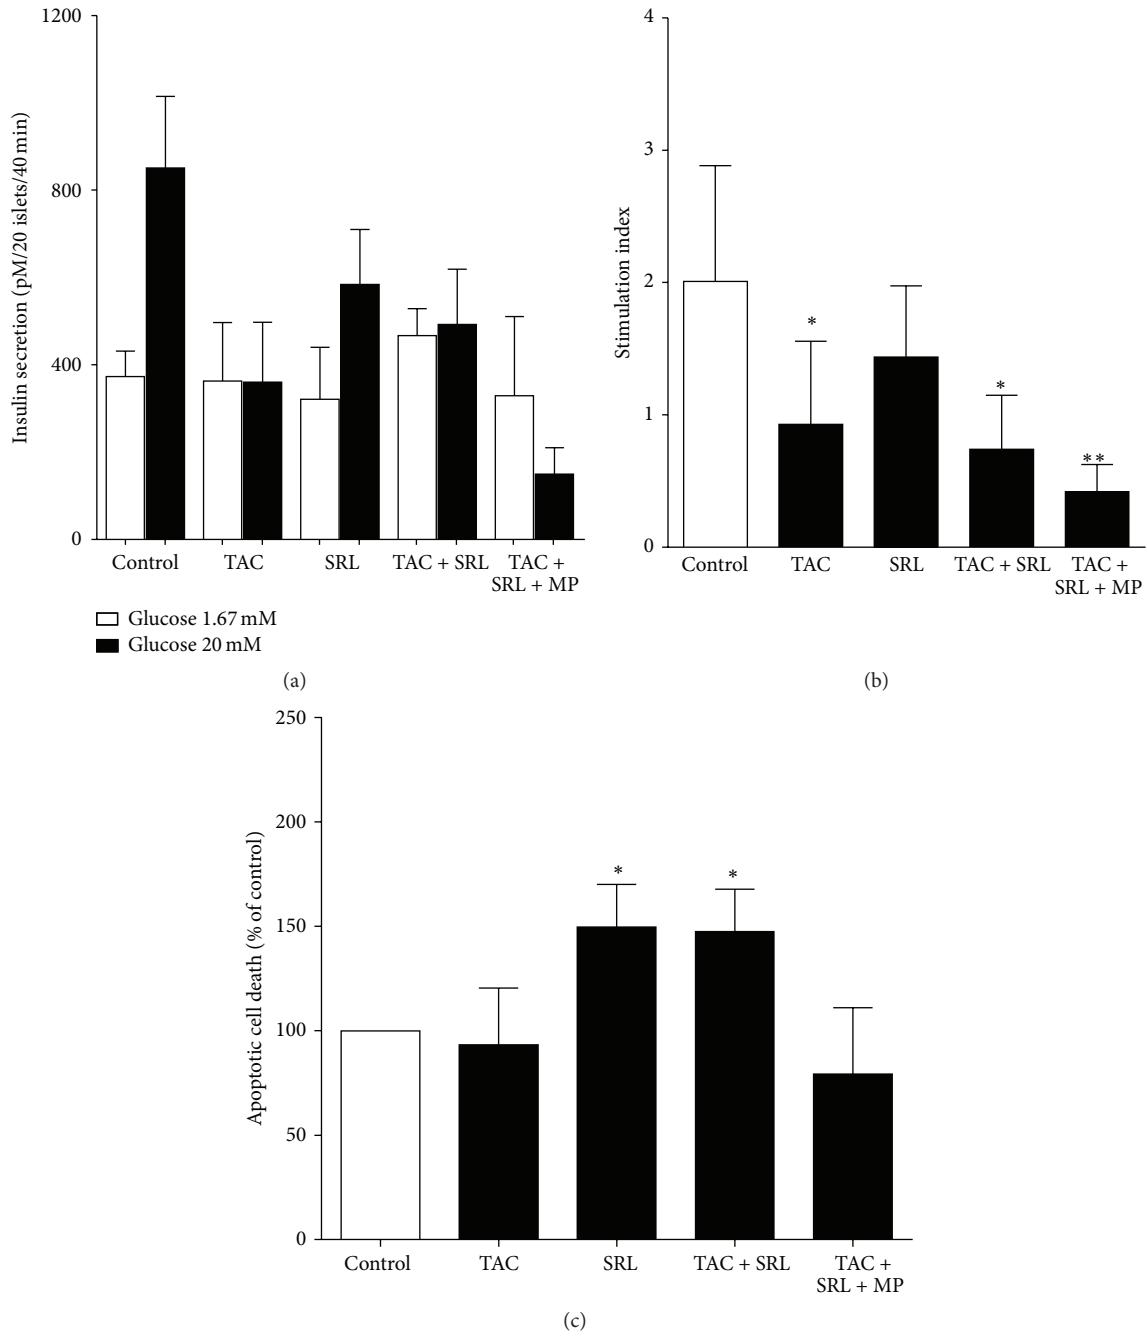 1200
800
400
0
Insulin secretion (pM/20 islets/40 min)
Control
TAC
SRL
TAC + SRL
TAC +
SRL + MP
Glucose 1.67 mM
Glucose 20 mM
(a)
4
3
2
1
0
Stimulation index
*
*
**
Control
TAC
SRL
TAC + SRL
TAC +
SRL + MP
(b)
250
200
150
100
50
0
Apoptotic cell death (% of control)
*
*
Control
TAC
SRL
TAC + SRL
TAC +
SRL + MP
(c)